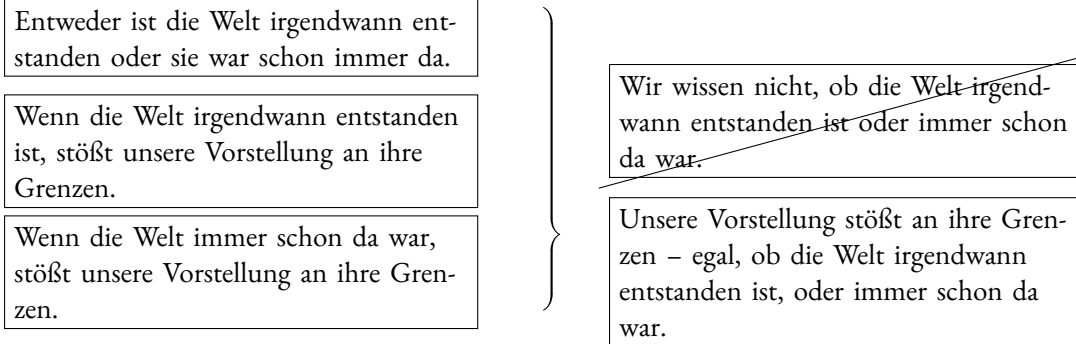 Entweder ist die Welt irgendwann ent-
standen oder sie war schon immer da.
Wenn die Welt irgendwann entstanden
ist, stößt unsere Vorstellung an ihre
Grenzen.
Wenn die Welt immer schon da war,
stößt unsere Vorstellung an ihre Gren-
zen.
Wir wissen nicht, ob die Welt irgend-
wann entstanden ist oder immer schon
da war.
Unsere Vorstellung stößt an ihre Gren-
zen – egal, ob die Welt irgendwann
entstanden ist, oder immer schon da
war.